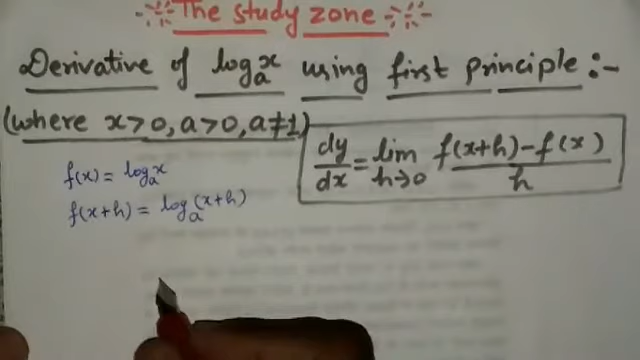 The study zone
Derivative of logₐx using first principle :-
(where x>0, a>0, a≠1)
dy/dx = lim h→0 f(x+h)-f(x)/h
f(x) = logₐx
f(x+h) = logₐ(x+h)